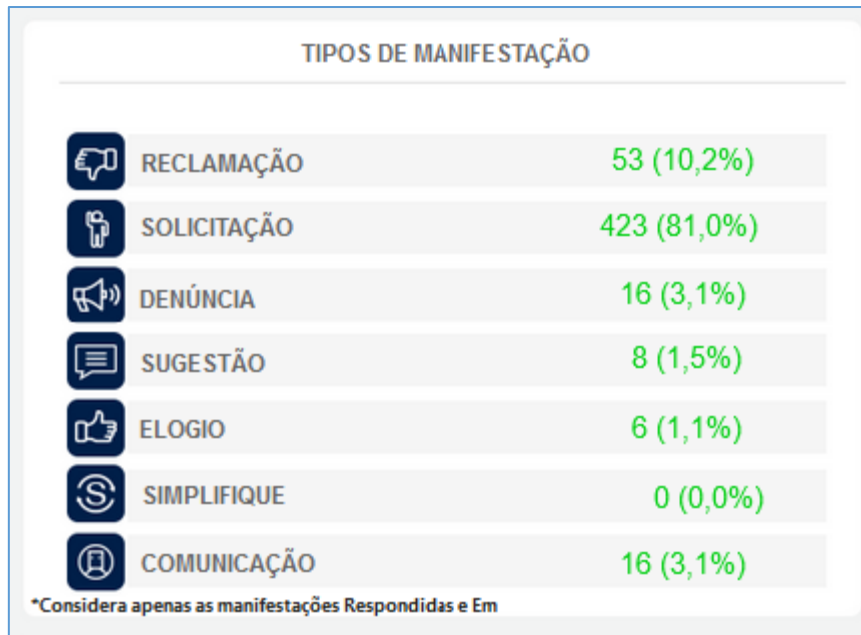 TIPOS DE MANIFESTAÇÃO
RECLAMAÇÃO 53 (10,2%)
SOLICITAÇÃO 423 (81,0%)
DENÚNCIA 16 (3,1%)
SUGESTÃO 8 (1,5%)
ELOGIO 6 (1,1%)
SIMPLIFIQUE 0 (0,0%)
COMUNICAÇÃO 16 (3,1%)
*Considera apenas as manifestações Respondidas e Em